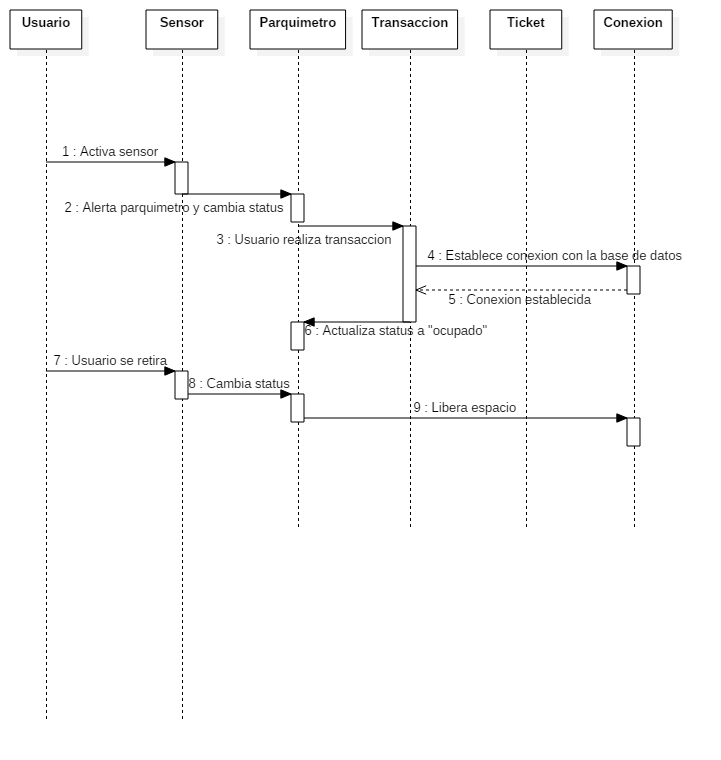 Usuario
Sensor
Parquimetro
Transaccion
Ticket
Conexion
1 : Activa sensor
2 : Alerta parquimetro y cambia status
3 : Usuario realiza transaccion
4 : Establece conexion con la base de datos
5 : Conexion establecida
6 : Actualiza status a "ocupado"
7 : Usuario se retira
8 : Cambia status
9 : Libera espacio